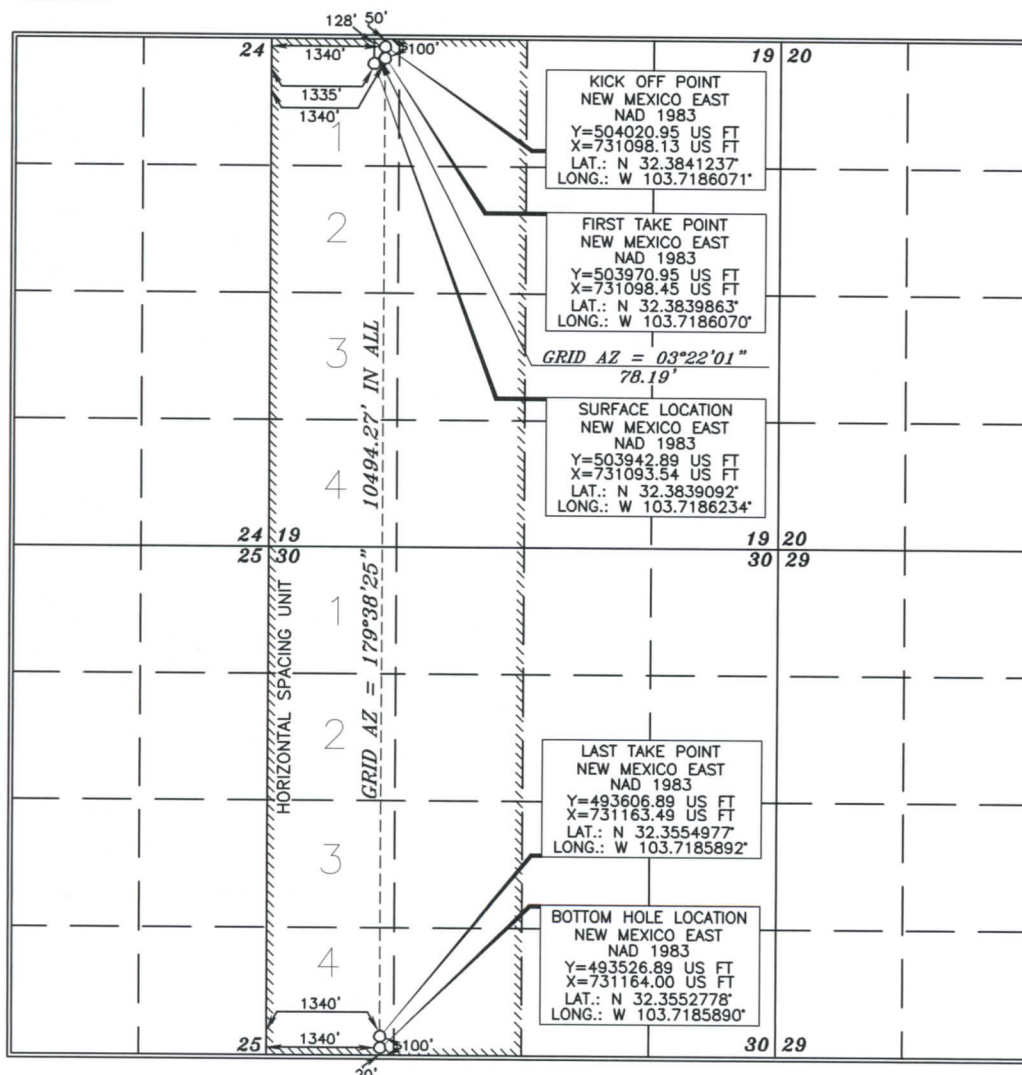 128' 50'
24
1340'
100'
19 20
1335'
1340'
KICK OFF POINT
NEW MEXICO EAST
NAD 1983
Y=504020.95 US FT
X=731098.13 US FT
LAT.: N 32.3841237°
LONG.: W 103.7186071°
1
2
FIRST TAKE POINT
NEW MEXICO EAST
NAD 1983
Y=503970.95 US FT
X=731098.45 US FT
LAT.: N 32.3839863°
LONG.: W 103.7186070°
3
GRID AZ = 03°22'01"
78.19'
SURFACE LOCATION
NEW MEXICO EAST
NAD 1983
Y=503942.89 US FT
X=731093.54 US FT
LAT.: N 32.3839092°
LONG.: W 103.7186234°
4
24 19
25 30
19 20
30 29
HORIZONTAL SPACING UNIT
GRID AZ = 179°38'25" 10494.27' IN ALL
1
2
LAST TAKE POINT
NEW MEXICO EAST
NAD 1983
Y=493606.89 US FT
X=731163.49 US FT
LAT.: N 32.3554977°
LONG.: W 103.7185892°
3
BOTTOM HOLE LOCATION
NEW MEXICO EAST
NAD 1983
Y=493526.89 US FT
X=731164.00 US FT
LAT.: N 32.3552778°
LONG.: W 103.7185890°
4
1340'
25
1340'
100'
30 29